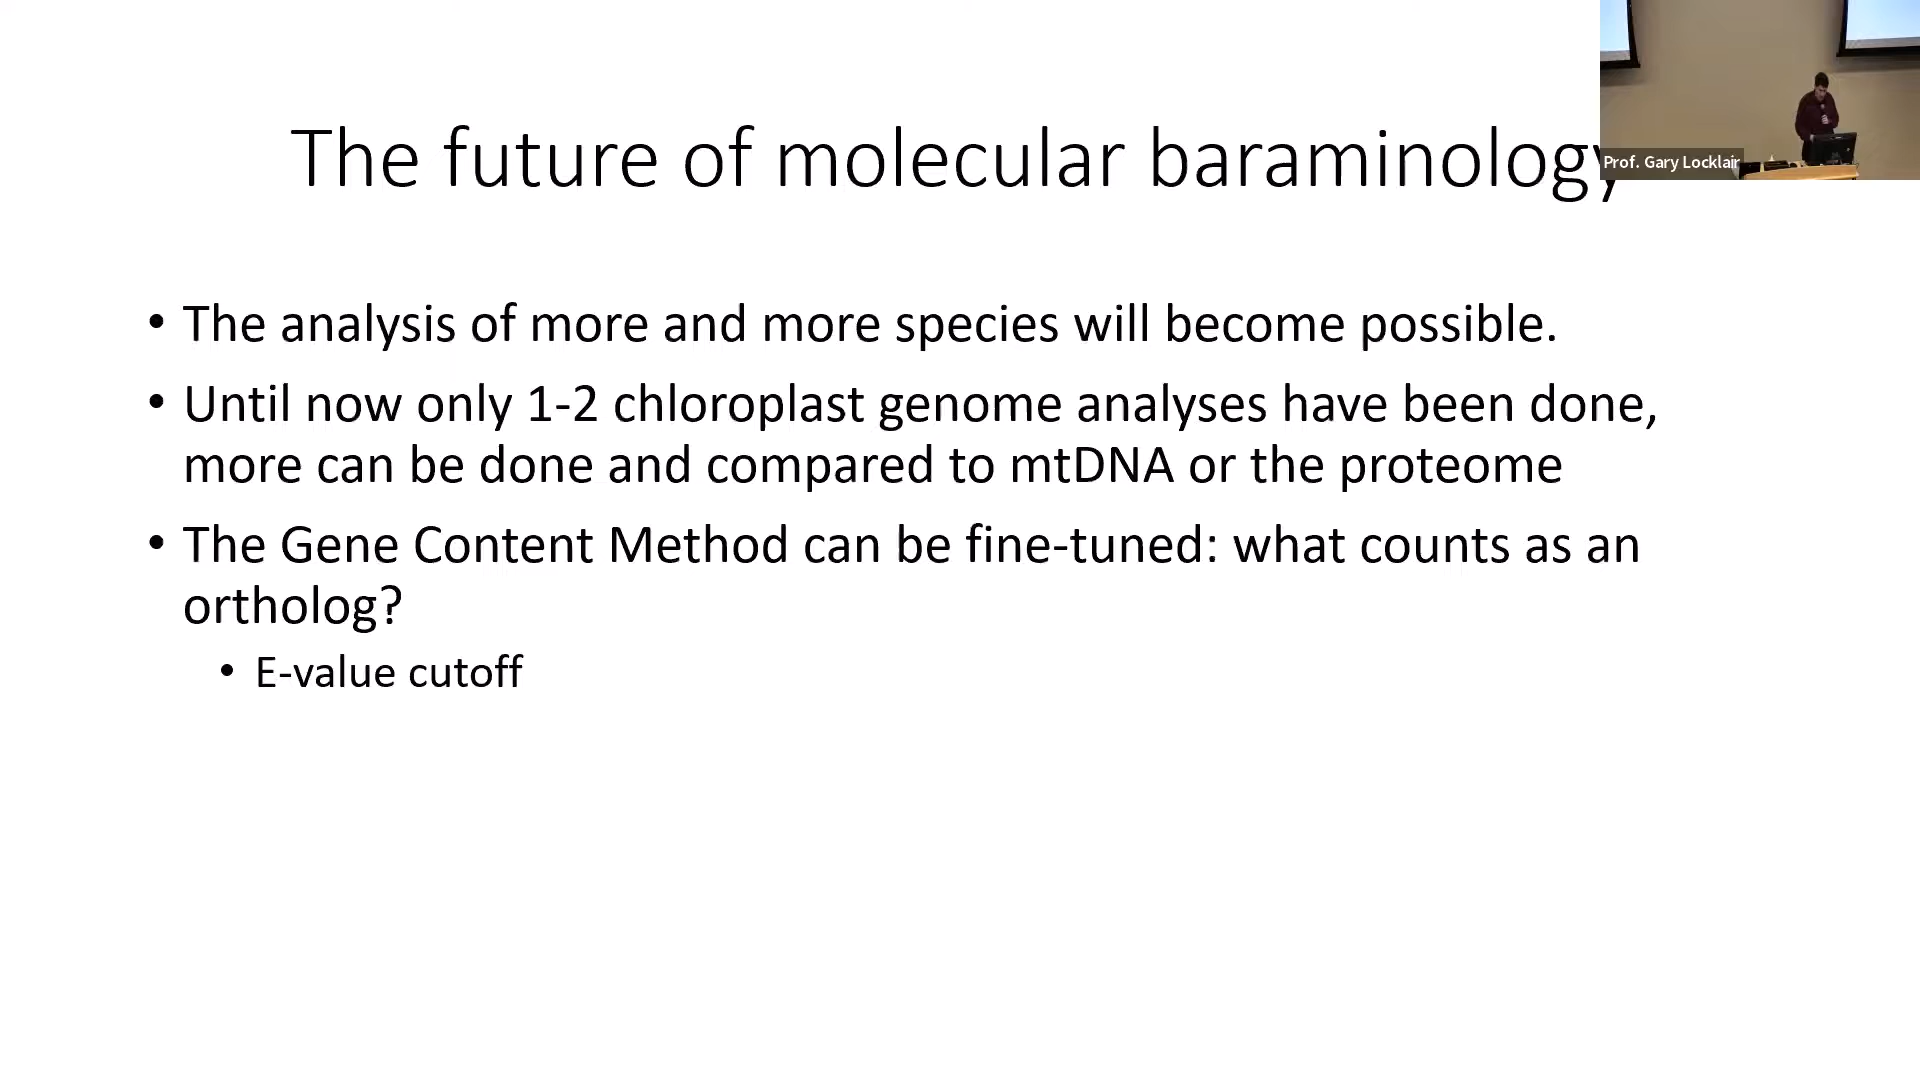 The future of molecular baraminology
Prof. Gary Locklair
• The analysis of more and more species will become possible.
• Until now only 1-2 chloroplast genome analyses have been done,
more can be done and compared to mtDNA or the proteome
• The Gene Content Method can be fine-tuned: what counts as an
ortholog?
• E-value cutoff